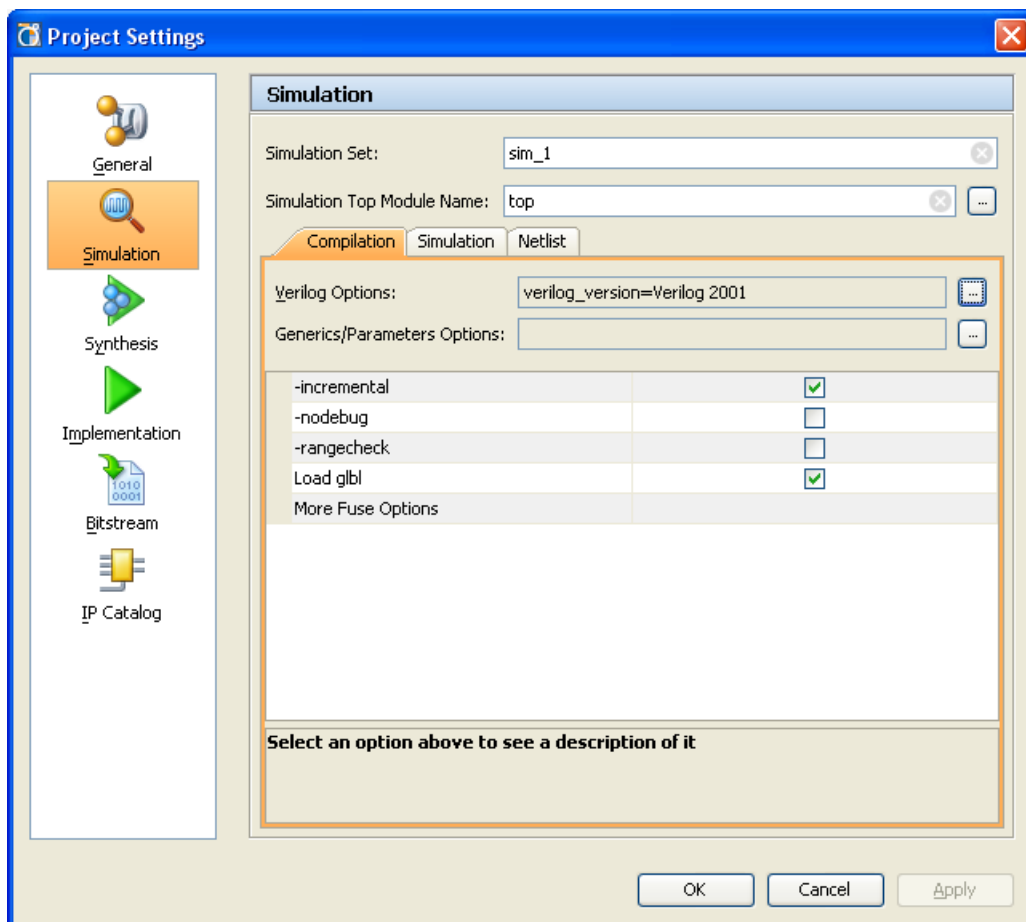 Project Settings
General
Simulation
Synthesis
Implementation
1010
0001
Bitstream
IP Catalog
Simulation
Simulation Set: sim_1
Simulation Top Module Name: top ...
Compilation Simulation Netlist
Verilog Options: verilog_version=Verilog 2001 ...
Generics/Parameters Options: ...
-incremental
-nodebug
-rangecheck
Load glbl
More Fuse Options
Select an option above to see a description of it
OK Cancel Apply